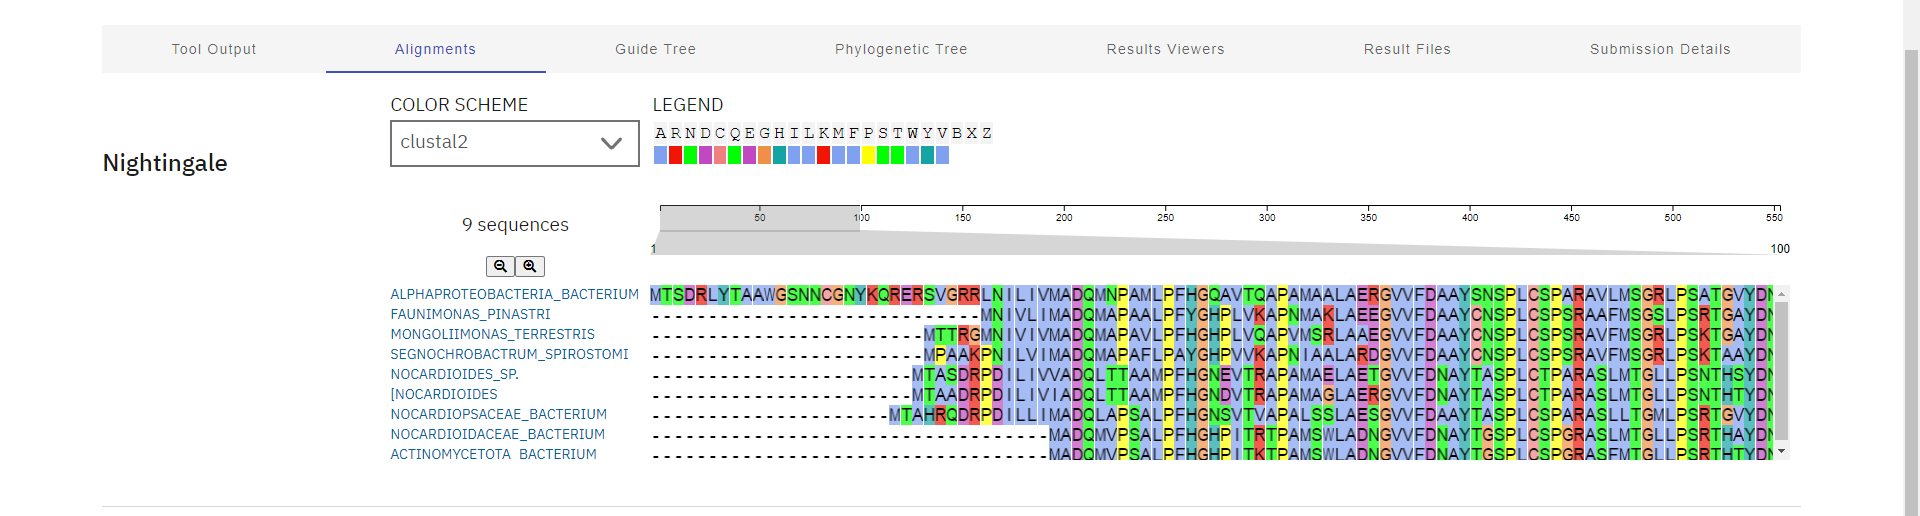 Tool Output Alignments Guide Tree Phylogenetic Tree Results Viewers Result Files Submission Details
COLOR SCHEME LEGEND
clustal2 A R N D C Q E G H I L K M F P S T W Y V B X Z
Nightingale
50 100 150 200 250 300 350 400 450 500 550
9 sequences
1 100
ALPHAPROTEOBACTERIA_BACTERIUM MTSDRLYTAAWGSNNCGNYKQRERSVGRRLNILIVMADQMNPAMLPFHGQAVTQAPAMAALAERGVVFDAAYSNSPLCSPARAVLMSGRLPSATGVYDN
FAUNIMONAS_PINASTRI -----------------------------MNIVLIMADQMAPAALPFYGHPLVKAPNMAKLAEEGVVFDAAYCNSPLCSPSRAAFMSGSLPSRTGAYDN
MONGOLIIMONAS_TERRESTRIS ------------------------MTTRGMNIVIVMADQMAPAVLPFHGHPLVQAPVMSRLAAEGVVFDAAYCNSPLCSPSRAVFMSGRLPSRTGAYDN
SEGNOCHROBACTRUM_SPIROSTOMI ------------------------MPAAKPNILVIMADQMAPAFLPAYGHPVVKAPNIAALARDGVVFDAAYCNSPLCSPSRAVFMSGRLPSKTAAYDN
NOCARDIOIDES_SP. -----------------------MTASDRPDILIVVADQLTTAAMPFHGNEVTRAPAMAELAETGVVFDNAYTASPLCTPARASLMTGLLPSNTHSYDN
[NOCARDIOIDES -----------------------MTAADRPDILIVIADQLTTAAMPFHGNDVTRAPAMAGLAERGVVFDNAYTASPLCTPARASLMTGLLPSNTHTYDN
NOCARDIOPSACEAE_BACTERIUM ---------------------MTAHRQDRPDILLIMADQLAPSALPFHGNSVTVAPALSSLAESGVVFDAAYTASPLCSPARASLLTGMLPSRTGVYDN
NOCARDIOIDACEAE_BACTERIUM -----------------------------------MADQMVPSALPFHGHPITRTPAMSWLADNGVVFDNAYTGSPLCSPGRASLMTGLLPSRTHAYDN
ACTINOMYCETOTA_BACTERIUM -----------------------------------MADQMVPSALPFHGHPITKTPAMSWLADNGVVFDNAYTGSPLCSPGRASFMTGLLPSRTHTYDN